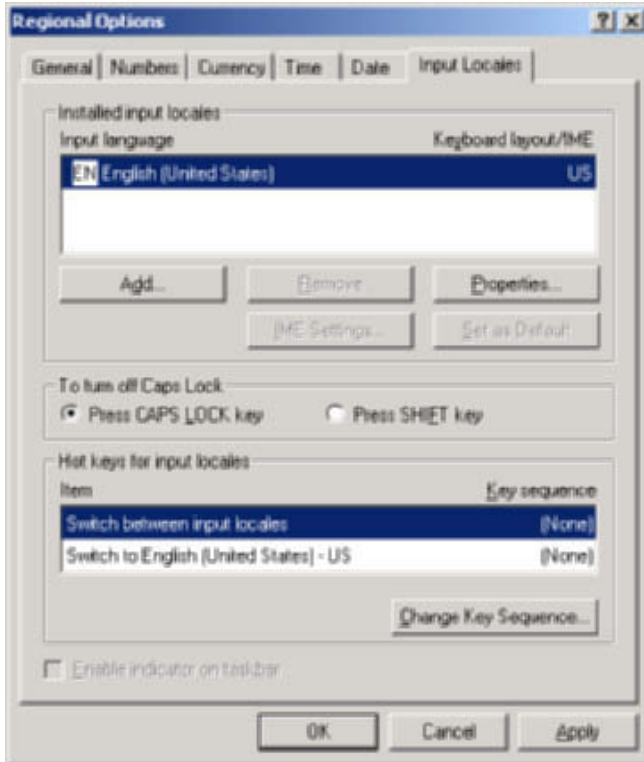 Regional Options
General Numbers Currency Time Date Input Locales
Installed input locales
Input language Keyboard layout/IME
EN English (United States) US
Add... Remove Properties...
IME Settings... Set as Default
To turn off Caps Lock
Press CAPS LOCK key Press SHIFT key
Hot keys for input locales
Item Key sequence
Switch between input locales (None)
Switch to English (United States) - US (None)
Change Key Sequence...
Enable indicator on taskbar
OK Cancel Apply